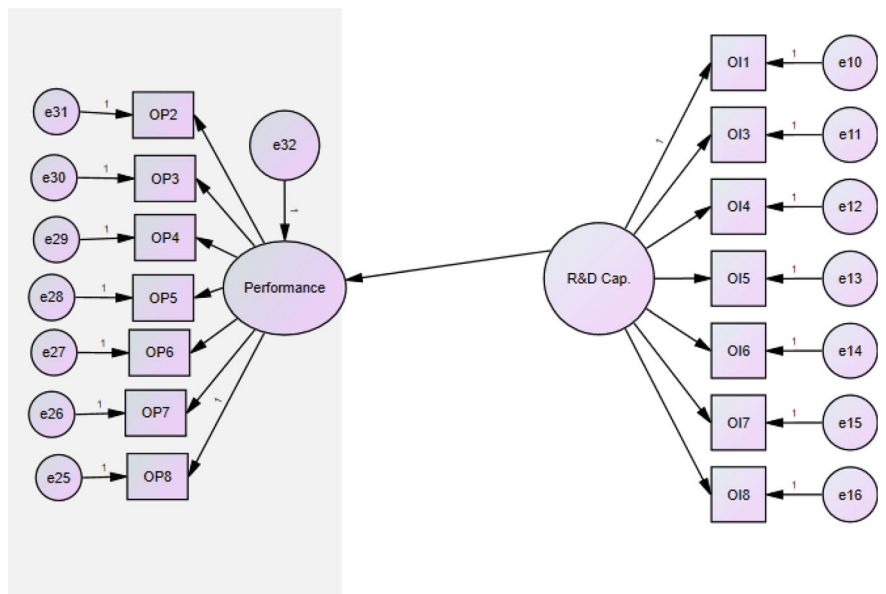 e31
1
OP2
e32
1
e30
1
OP3
e29
1
OP4
e28
1
OP5
e27
1
OP6
e26
1
OP7
e25
1
OP8
1
Performance
R&D Cap.
1
OI1
1
e10
OI3
1
e11
OI4
1
e12
OI5
1
e13
OI6
1
e14
OI7
1
e15
OI8
1
e16